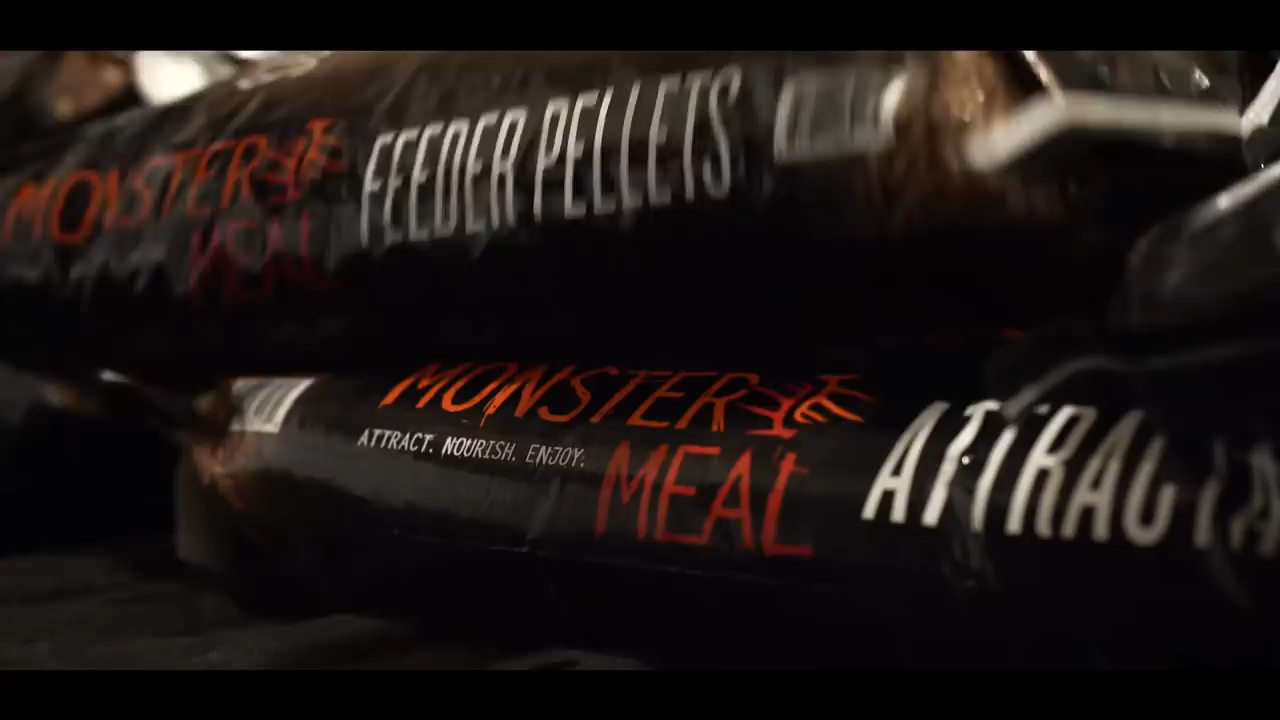 MONSTER
MEAL
FEEDER PELLETS
MONSTER
ATTRACT. NOURISH. ENJOY.
MEAL